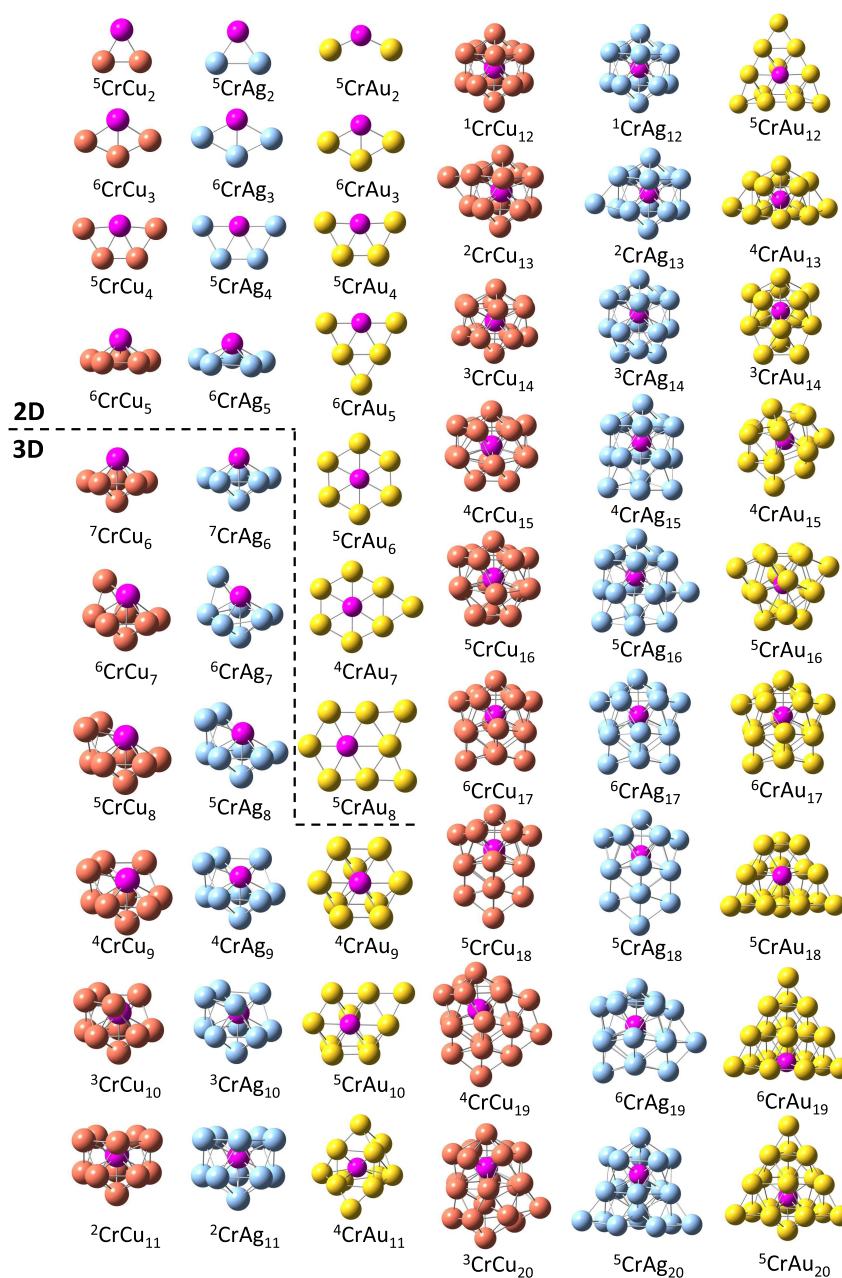 ⁵CrCu₂ ⁵CrAg₂ ⁵CrAu₂
⁶CrCu₃ ⁶CrAg₃ ⁶CrAu₃
⁵CrCu₄ ⁵CrAg₄ ⁵CrAu₄
⁶CrCu₅ ⁶CrAg₅ ⁶CrAu₅
2D
3D
⁷CrCu₆ ⁷CrAg₆ ⁵CrAu₆
⁶CrCu₇ ⁶CrAg₇ ⁴CrAu₇
⁵CrCu₈ ⁵CrAg₈ ⁵CrAu₈
⁴CrCu₉ ⁴CrAg₉ ⁴CrAu₉
³CrCu₁₀ ³CrAg₁₀ ⁵CrAu₁₀
²CrCu₁₁ ²CrAg₁₁ ⁴CrAu₁₁
¹CrCu₁₂ ¹CrAg₁₂ ⁵CrAu₁₂
²CrCu₁₃ ²CrAg₁₃ ⁴CrAu₁₃
³CrCu₁₄ ³CrAg₁₄ ³CrAu₁₄
⁴CrCu₁₅ ⁴CrAg₁₅ ⁴CrAu₁₅
⁵CrCu₁₆ ⁵CrAg₁₆ ⁵CrAu₁₆
⁶CrCu₁₇ ⁶CrAg₁₇ ⁶CrAu₁₇
⁵CrCu₁₈ ⁵CrAg₁₈ ⁵CrAu₁₈
⁴CrCu₁₉ ⁶CrAg₁₉ ⁶CrAu₁₉
³CrCu₂₀ ⁵CrAg₂₀ ⁵CrAu₂₀